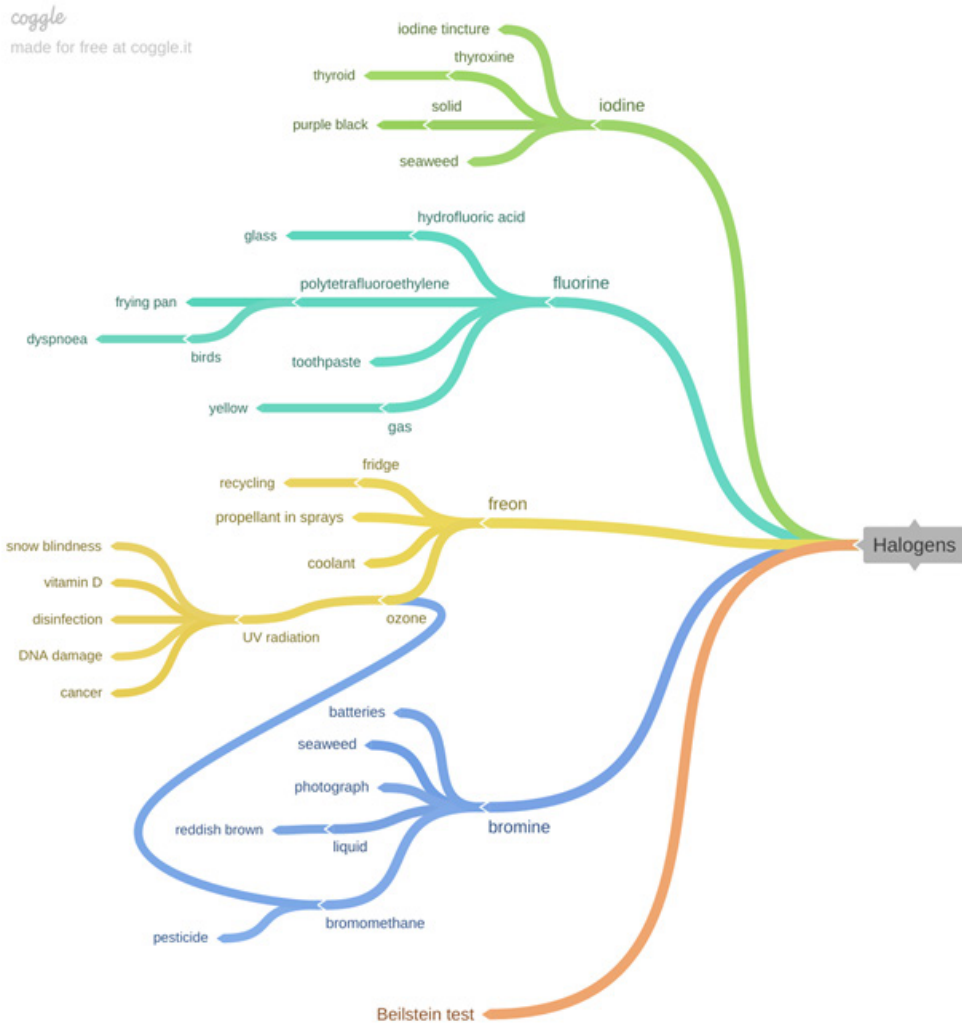 coggle
made for free at coggle.it
iodine tincture
thyroxine
thyroid
iodine
solid
purple black
seaweed
hydrofluoric acid
glass
polytetrafluoroethylene
fluorine
frying pan
dyspnoea
birds
toothpaste
yellow
gas
fridge
recycling
freon
propellant in sprays
coolant
Halogens
snow blindness
vitamin D
ozone
disinfection
UV radiation
DNA damage
cancer
batteries
seaweed
photograph
reddish brown
bromine
liquid
bromomethane
pesticide
Beilstein test